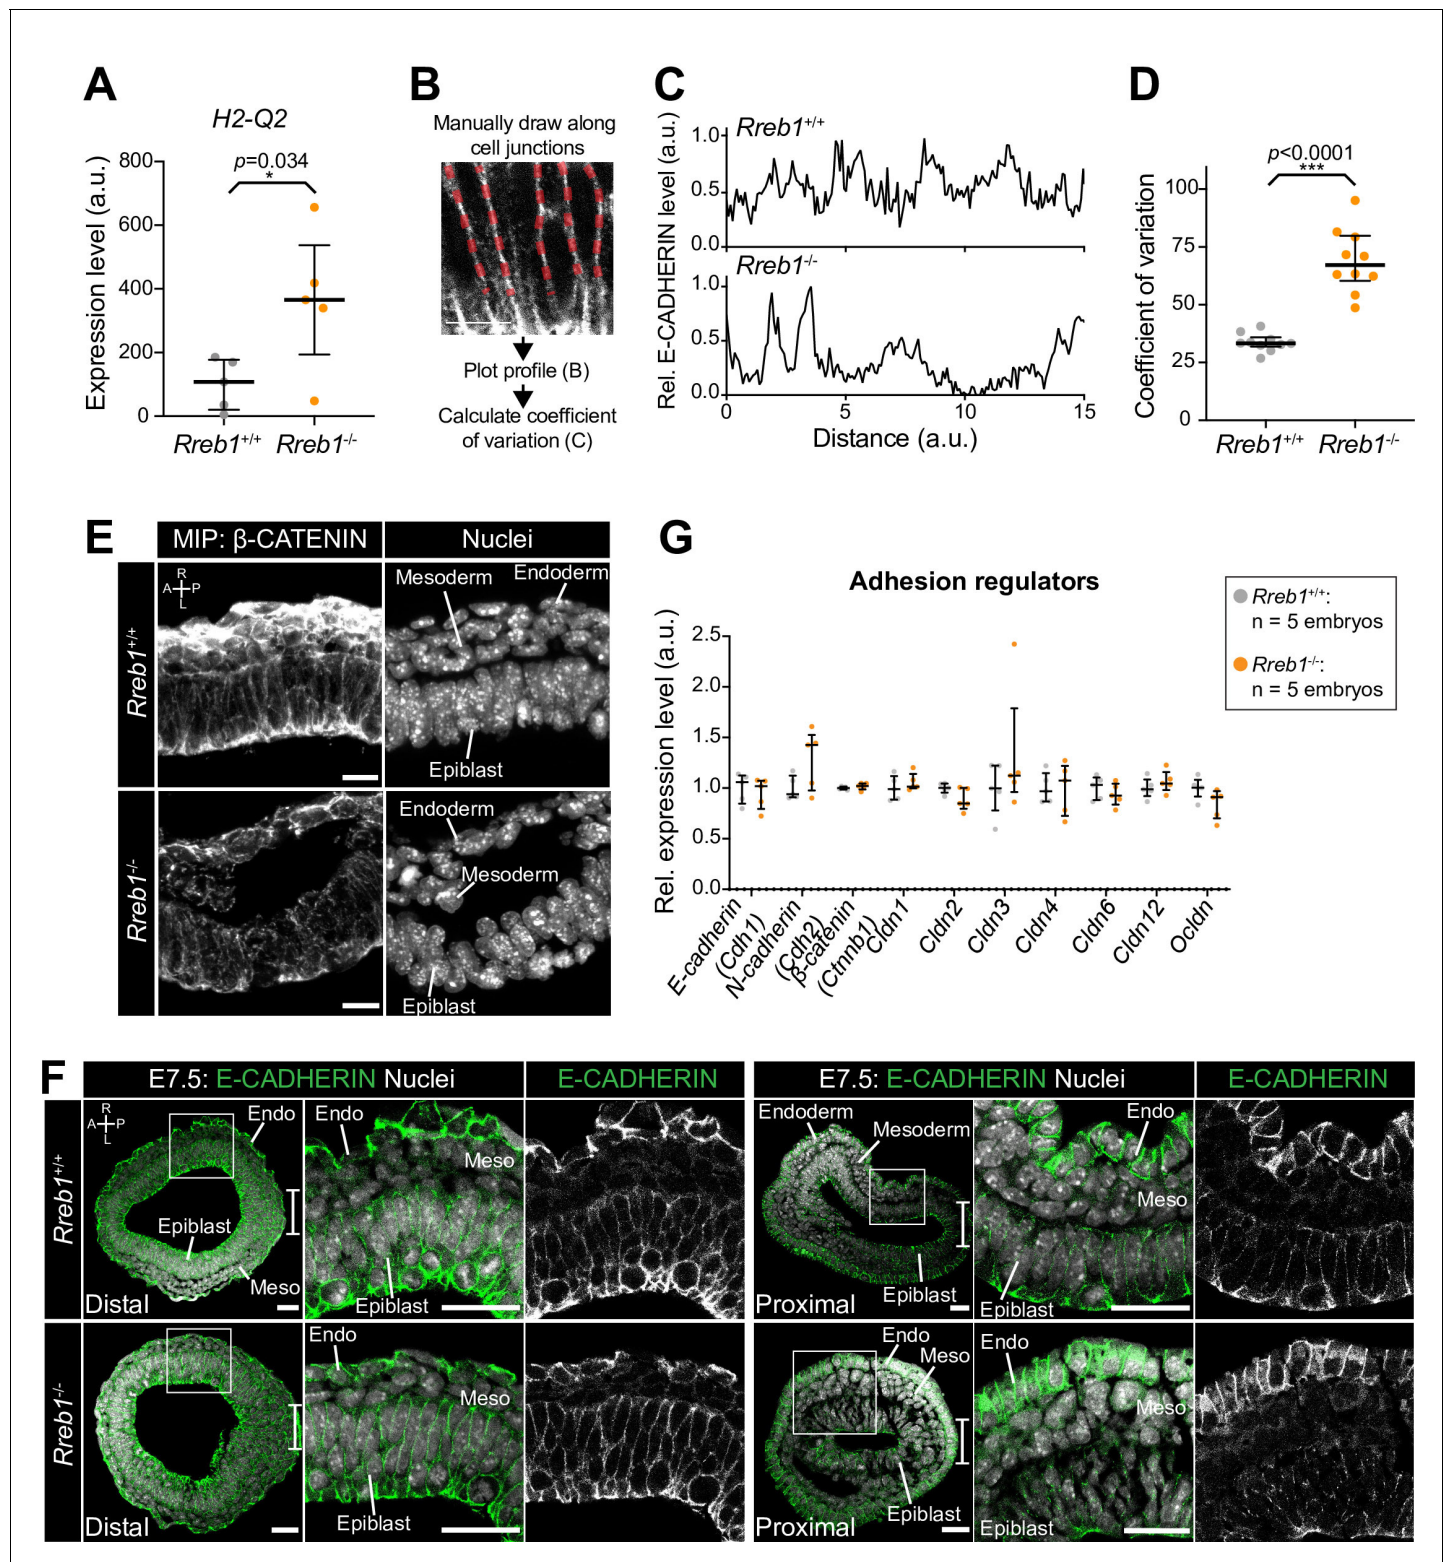 A
H2-Q2
p=0.034
*
Expression level (a.u.)
800
600
400
200
0
Rreb1+/+
Rreb1-/-
B
Manually draw along
cell junctions
Plot profile (B)
Calculate coefficient
of variation (C)
C
Rel. E-CADHERIN level (a.u.)
Rreb1+/+
1.0
0.5
0.0
Rreb1-/-
1.0
0.5
0.0
0
5
10
15
Distance (a.u.)
D
p<0.0001
***
Coefficient of variation
100
75
50
25
0
Rreb1+/+
Rreb1-/-
E
MIP: β-CATENIN
Nuclei
Rreb1+/+
R
A
P
L
Mesoderm
Endoderm
Epiblast
Rreb1-/-
Endoderm
Mesoderm
Epiblast
G
Adhesion regulators
Rel. expression level (a.u.)
2.5
2.0
1.5
1.0
0.5
0.0
E-cadherin
(Cdh1)
N-cadherin
(Cdh2)
β-catenin
(Ctnnb1)
Cldn1
Cldn2
Cldn3
Cldn4
Cldn6
Cldn12
Ocldn
Rreb1+/+:
n = 5 embryos
Rreb1-/-:
n = 5 embryos
F
E7.5: E-CADHERIN Nuclei
E-CADHERIN
E7.5: E-CADHERIN Nuclei
E-CADHERIN
Rreb1+/+
R
A
P
L
Endo
Epiblast
Meso
Distal
Endo
Meso
Epiblast
Endoderm
Mesoderm
Epiblast
Proximal
Endo
Meso
Epiblast
Rreb1-/-
Distal
Endo
Meso
Epiblast
Endo
Meso
Epiblast
Proximal
Endo
Meso
Epiblast